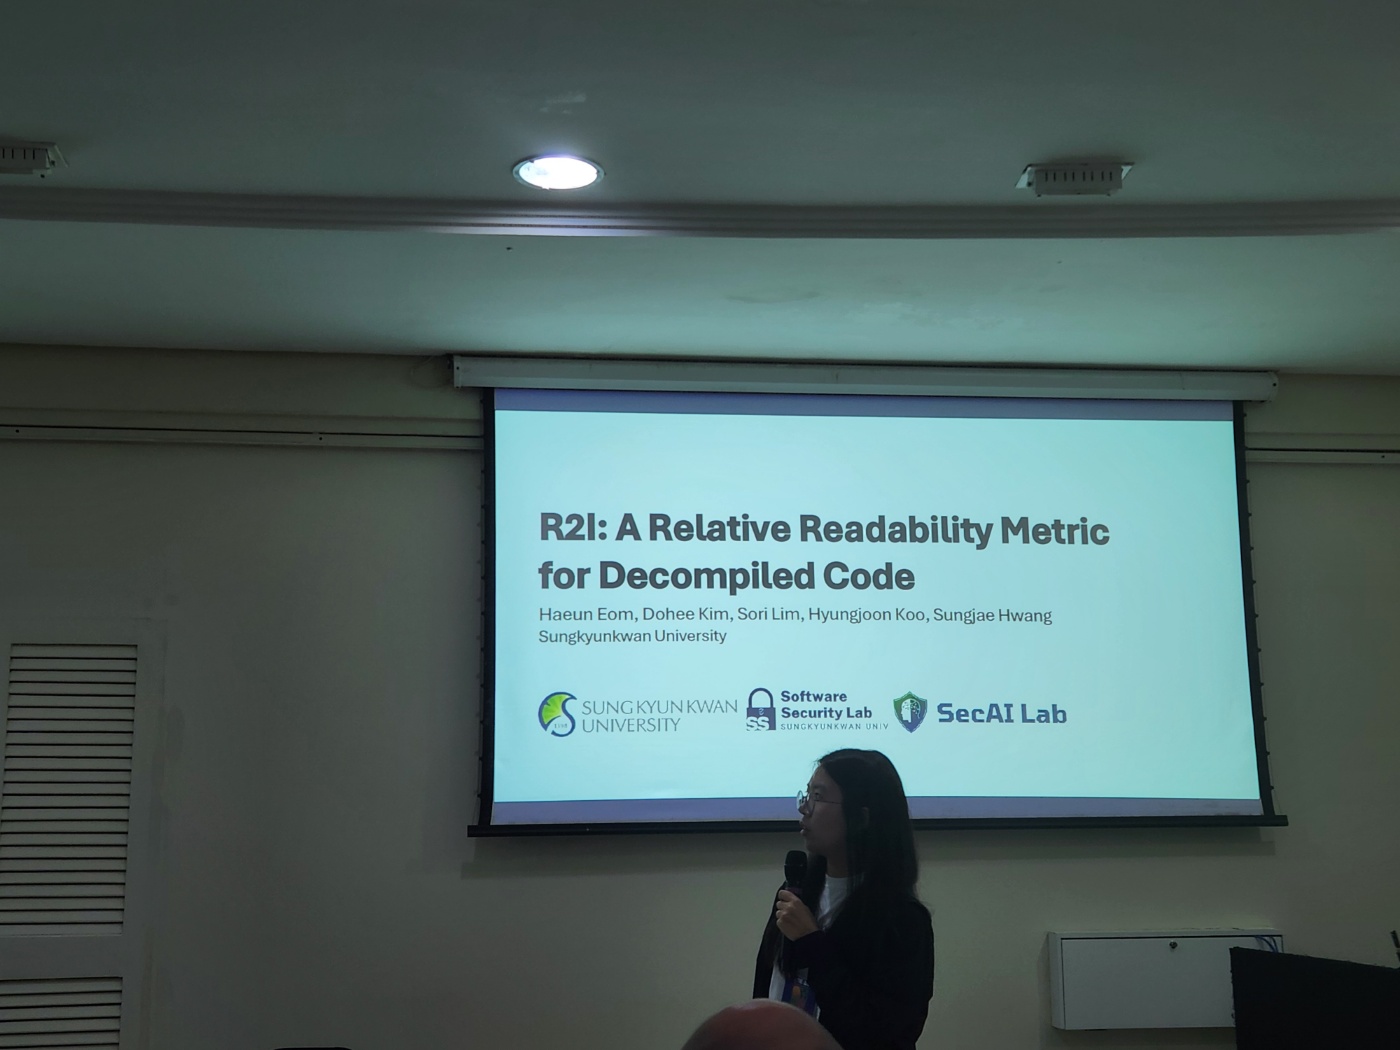 R2I: A Relative Readability Metric
for Decompiled Code
Haeun Eom, Dohee Kim, Sori Lim, Hyungjoon Koo, Sungjae Hwang
Sungkyunkwan University
SUNG KYUN KWAN
UNIVERSITY
Software
Security Lab
SUNGKYUNKWAN UNIV
SS
SecAI Lab